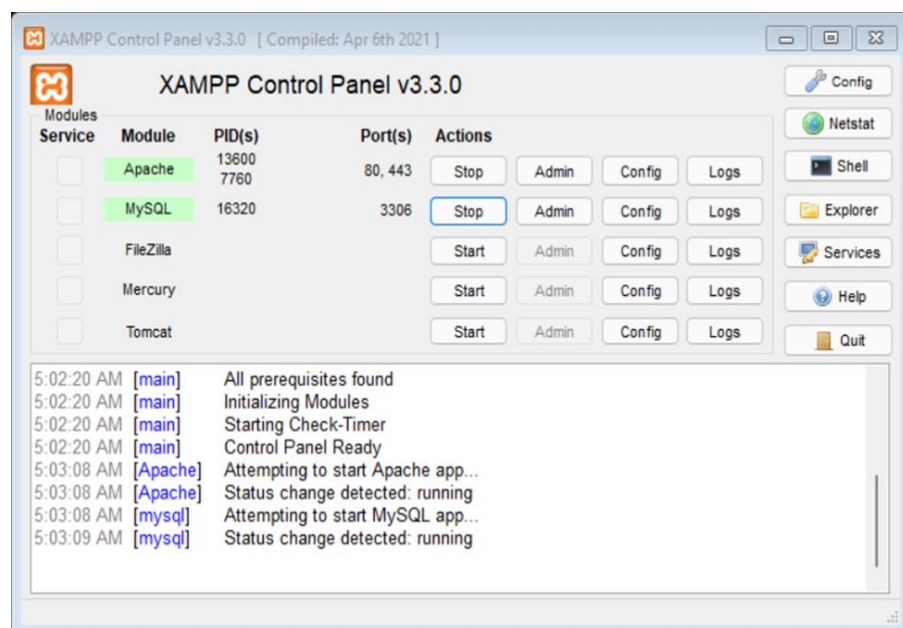 XAMPP Control Panel v3.3.0 [ Compiled: Apr 6th 2021 ]
XAMPP Control Panel v3.3.0
Config
Modules
Service Module PID(s) Port(s) Actions
Netstat
Apache 13600 7760 80, 443 Stop Admin Config Logs
Shell
MySQL 16320 3306 Stop Admin Config Logs
Explorer
FileZilla Start Admin Config Logs
Services
Mercury Start Admin Config Logs
Help
Tomcat Start Admin Config Logs
Quit
5:02:20 AM [main] All prerequisites found
5:02:20 AM [main] Initializing Modules
5:02:20 AM [main] Starting Check-Timer
5:02:20 AM [main] Control Panel Ready
5:03:08 AM [Apache] Attempting to start Apache app...
5:03:08 AM [Apache] Status change detected: running
5:03:08 AM [mysql] Attempting to start MySQL app...
5:03:09 AM [mysql] Status change detected: running